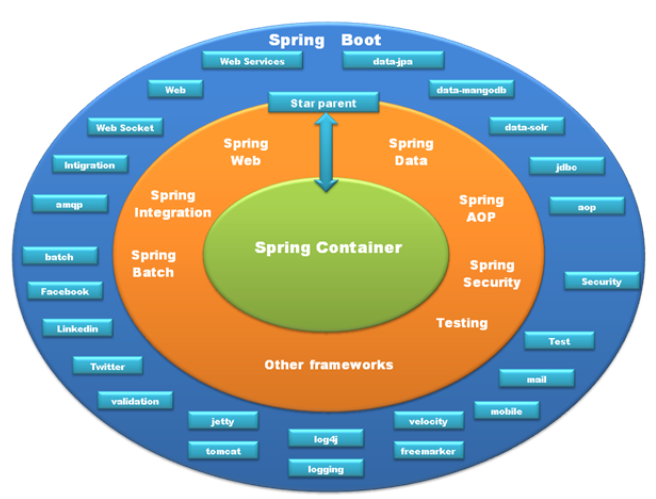 Spring Boot
Web Services
data-jpa
Web
data-mangodb
Star parent
Web Socket
data-solr
Spring
Web
Spring
Data
Intigration
jdbc
Spring
Integration
Spring
AOP
amqp
aop
Spring Container
batch
Spring
Batch
Spring
Security
Security
Facebook
Linkedin
Testing
Test
Twitter
Other frameworks
mail
validation
mobile
jetty
velocity
log4j
tomcat
freemarker
logging